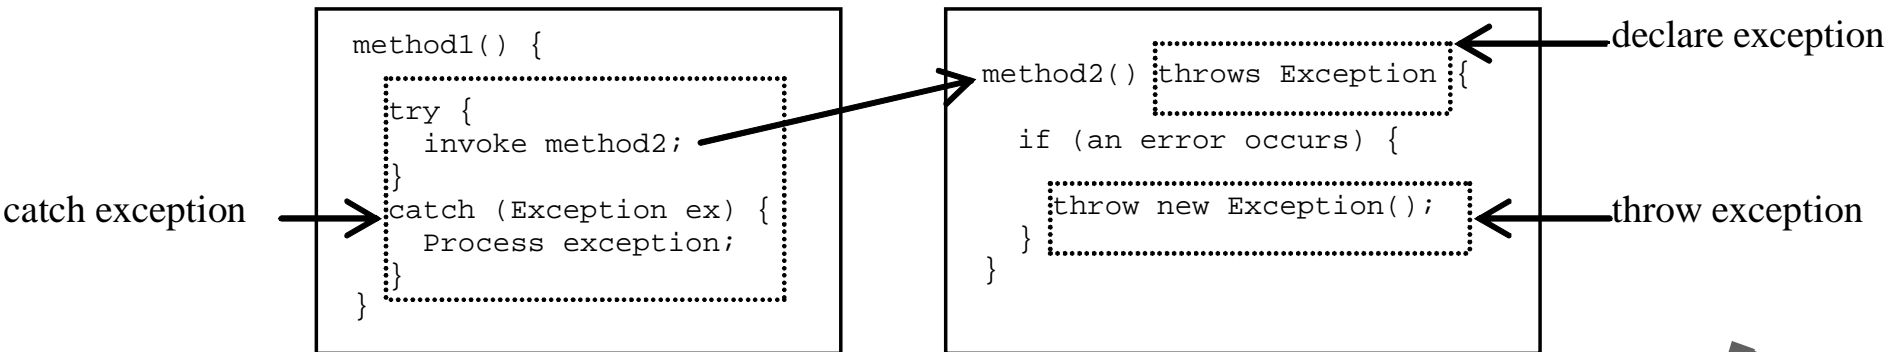 catch exception
method1() {
try {
invoke method2;
}
catch (Exception ex) {
Process exception;
}
}
method2() throws Exception {
if (an error occurs) {
throw new Exception();
}
}
declare exception
throw exception